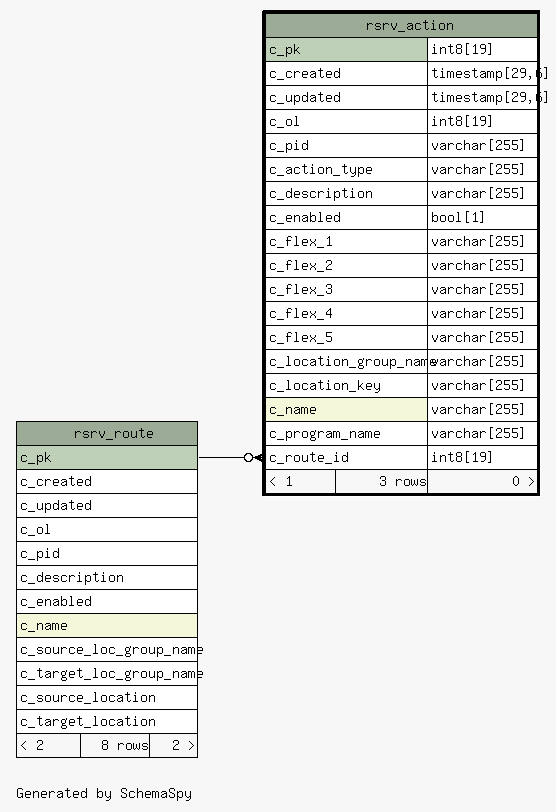 rsrv_action
c_pk int8[19]
c_created timestamp[29,6]
c_updated timestamp[29,6]
c_ol int8[19]
c_pid varchar[255]
c_action_type varchar[255]
c_description varchar[255]
c_enabled bool[1]
c_flex_1 varchar[255]
c_flex_2 varchar[255]
c_flex_3 varchar[255]
c_flex_4 varchar[255]
c_flex_5 varchar[255]
c_location_group_name varchar[255]
c_location_key varchar[255]
c_name varchar[255]
c_program_name varchar[255]
c_route_id int8[19]
< 1 3 rows 0 >
rsrv_route
c_pk
c_created
c_updated
c_ol
c_pid
c_description
c_enabled
c_name
c_source_loc_group_name
c_target_loc_group_name
c_source_location
c_target_location
< 2 8 rows 2 >
Generated by SchemaSpy